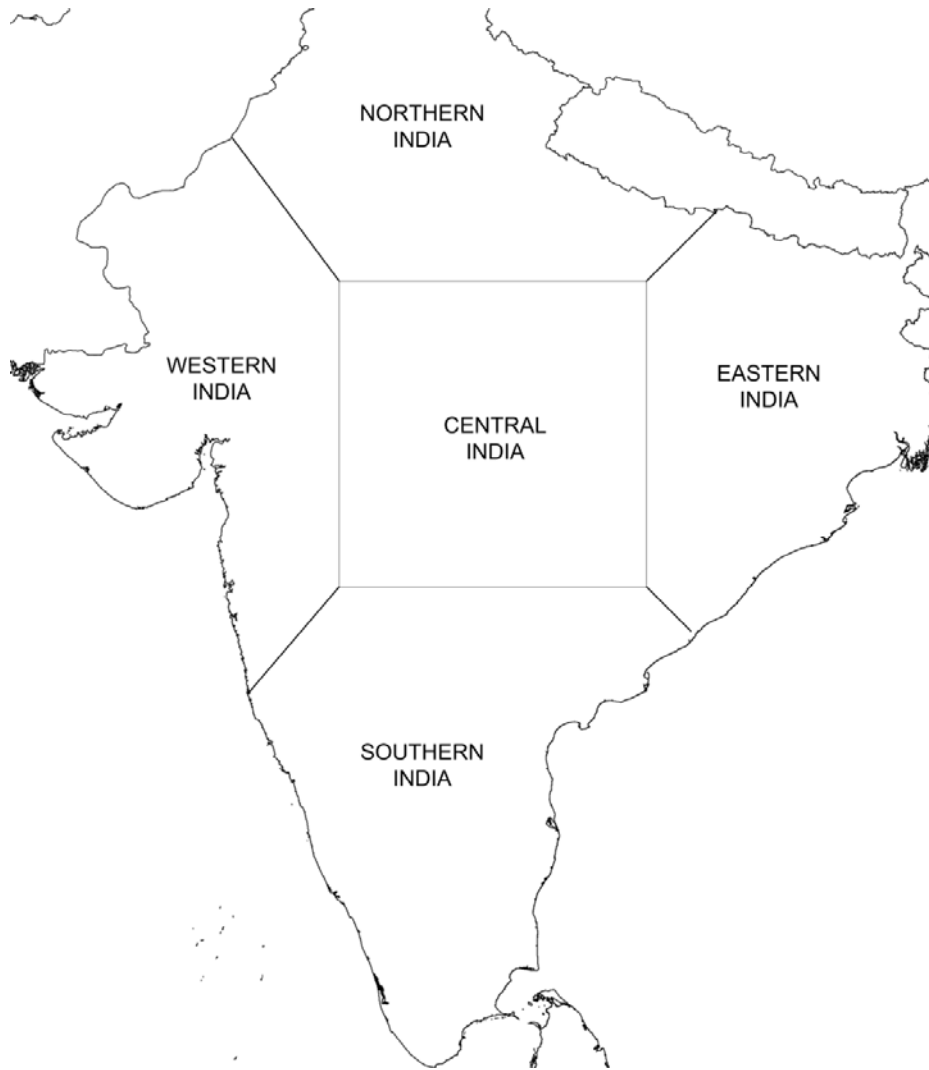 NORTHERN
INDIA
WESTERN
INDIA
CENTRAL
INDIA
EASTERN
INDIA
SOUTHERN
INDIA